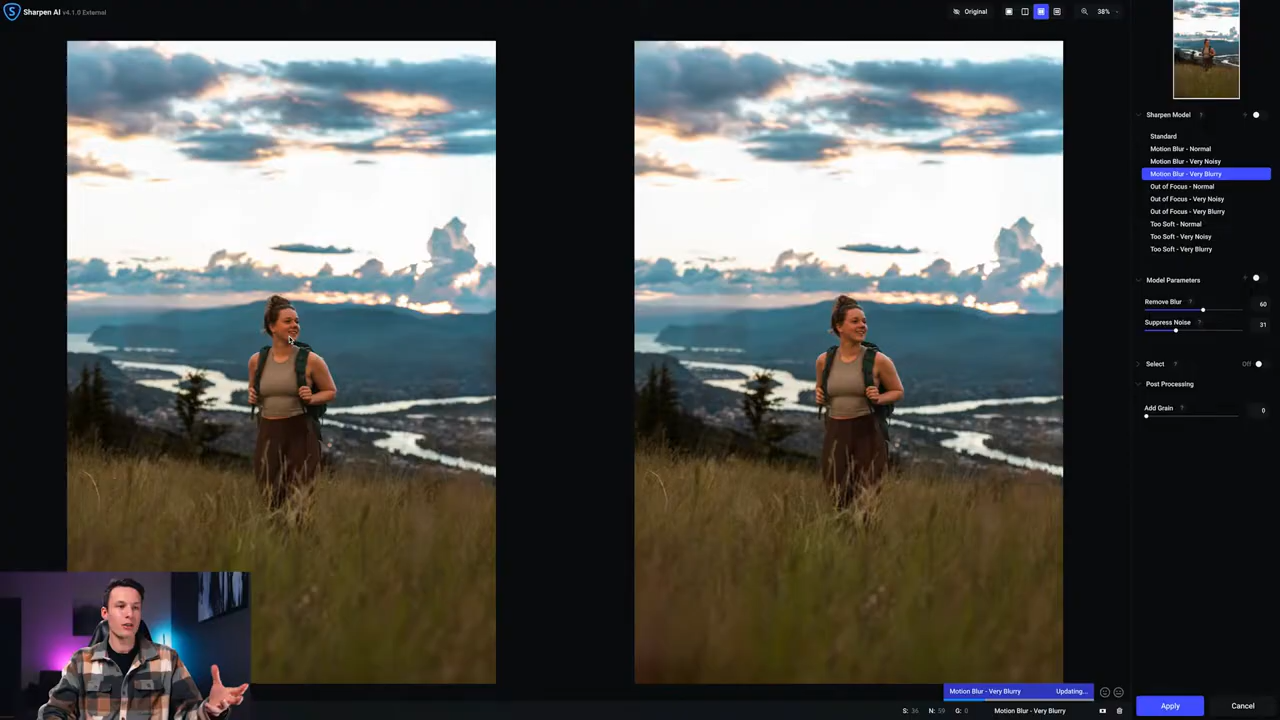 Sharpen AI v4.1.0 External
Original
38%
Sharpen Model ?
Standard
Motion Blur - Normal
Motion Blur - Very Noisy
Motion Blur - Very Blurry
Out of Focus - Normal
Out of Focus - Very Noisy
Out of Focus - Very Blurry
Too Soft - Normal
Too Soft - Very Noisy
Too Soft - Very Blurry
Model Parameters ?
Remove Blur ? 60
Suppress Noise ? 31
Select ? Off
Post Processing
Add Grain ? 0
Motion Blur - Very Blurry Updating...
S: 36 N: 59 G: 0 Motion Blur - Very Blurry
Apply Cancel